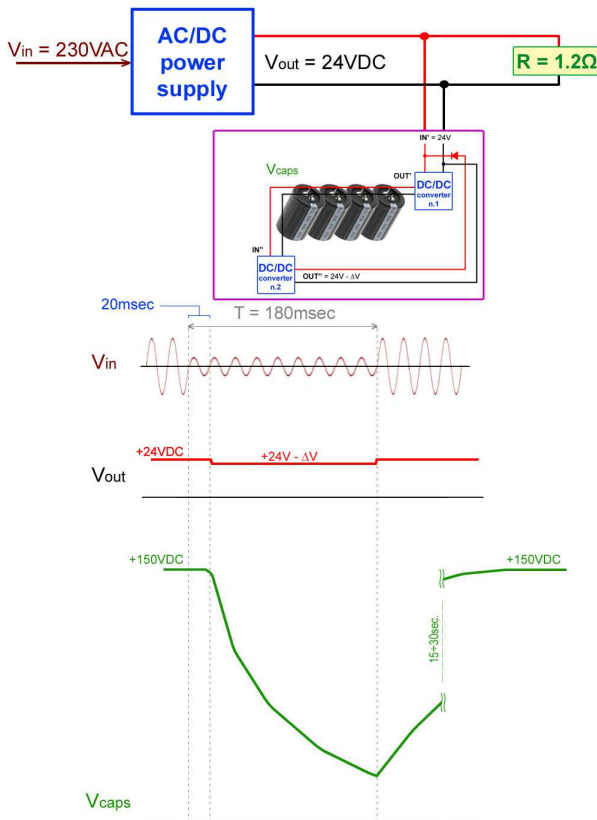 Vin = 230VAC
AC/DC
power
supply
Vout = 24VDC
R = 1.2Ω
IN' = 24V
Vcaps
OUT'
DC/DC
converter
n.1
IN"
DC/DC
converter
n.2
OUT" = 24V - ΔV
20msec
T = 180msec
Vin
+24VDC
+24V - ΔV
Vout
+150VDC
+150VDC
15÷30sec.
Vcaps